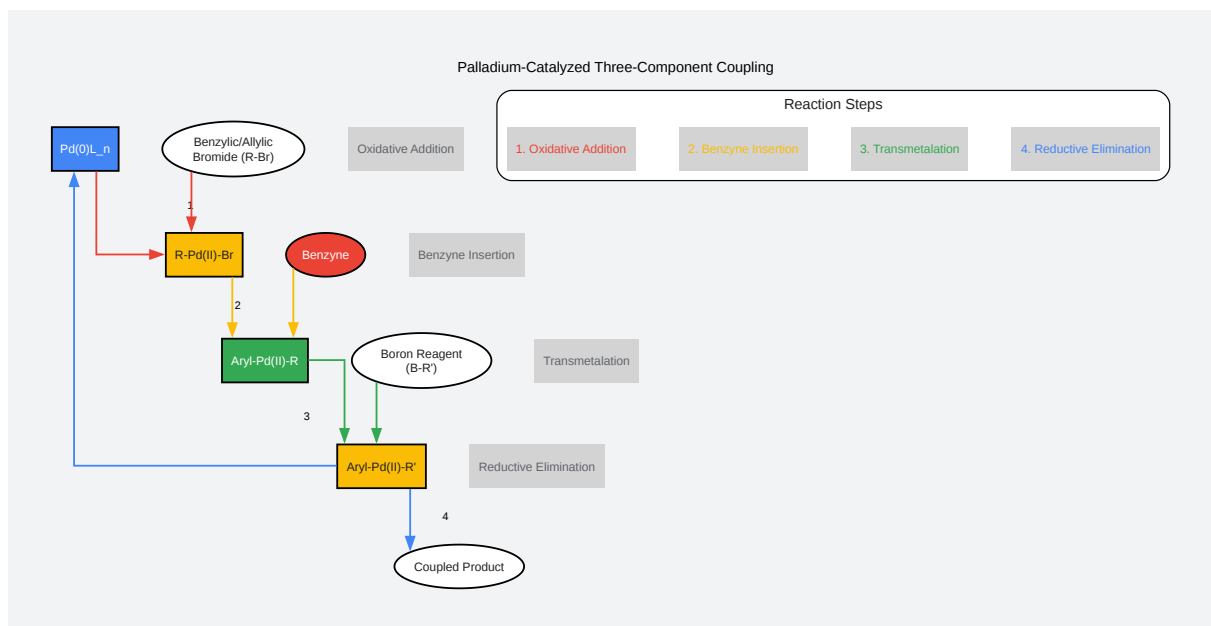 Palladium-Catalyzed Three-Component Coupling
Reaction Steps
1. Oxidative Addition
2. Benzyne Insertion
3. Transmetalation
4. Reductive Elimination
Pd(0)L_n
Benzylic/Allylic
Bromide (R-Br)
Oxidative Addition
1
R-Pd(II)-Br
Benzyne
Benzyne Insertion
2
Aryl-Pd(II)-R
Boron Reagent
(B-R')
Transmetalation
3
Aryl-Pd(II)-R'
Reductive Elimination
4
Coupled Product